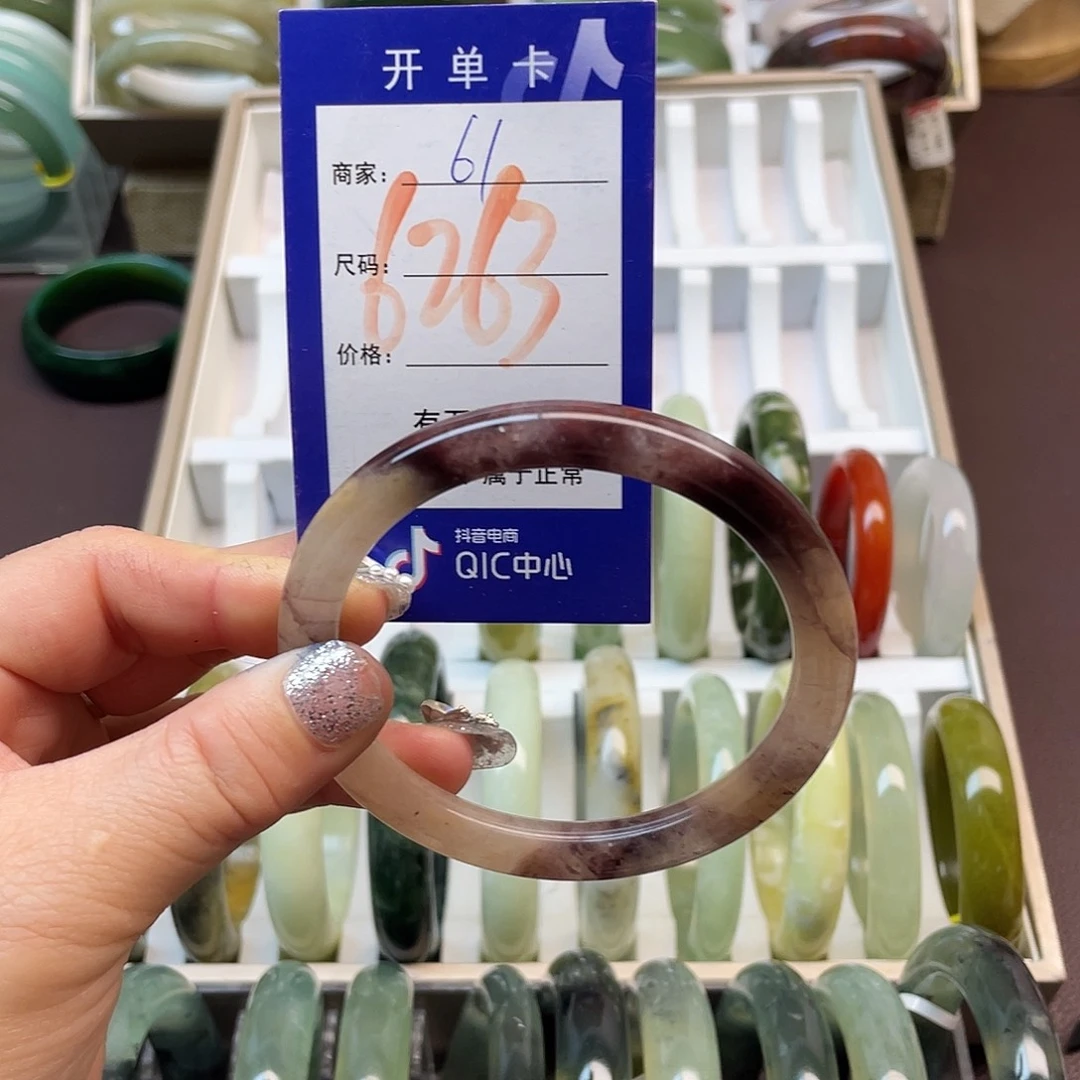 开单卡
商家： 61
6263
尺码：
价格：
属于正常
抖音电商
QIC中心